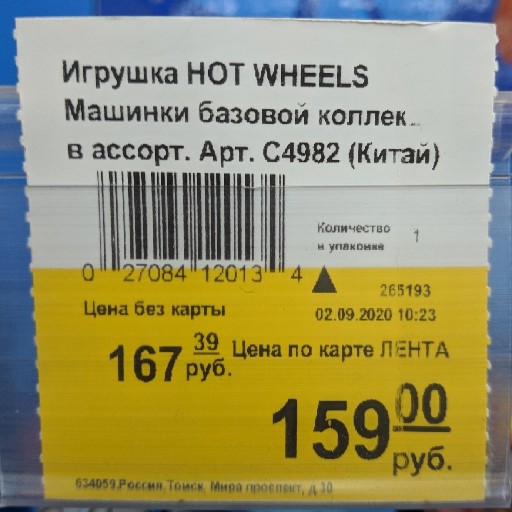 Игрушка HOT WHEELS
Машинки базовой коллек..
в ассорт. Арт. C4982 (Китай)
Количество
в упаковке 1
0 27084 12013 4
265193
Цена без карты 02.09.2020 10:23
167 39 руб. Цена по карте ЛЕНТА
159 00 руб.
634059,Россия,Томск, Мира проспект, д 30